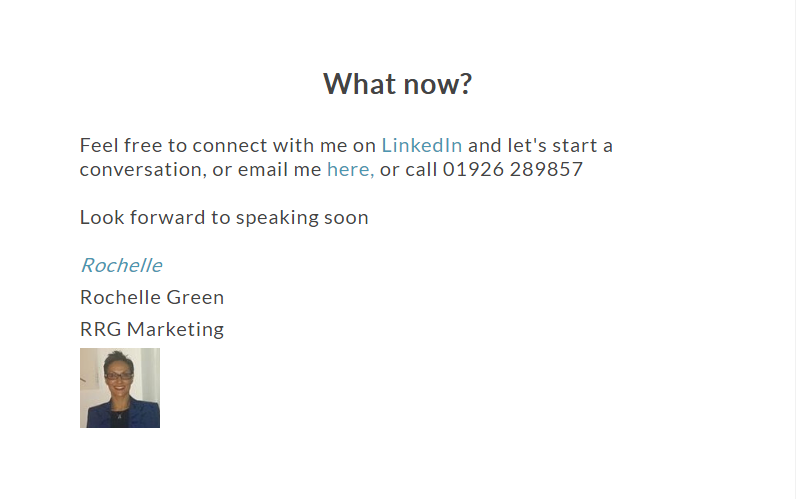 What now?
Feel free to connect with me on LinkedIn and let's start a
conversation, or email me here, or call 01926 289857
Look forward to speaking soon
Rochelle
Rochelle Green
RRG Marketing